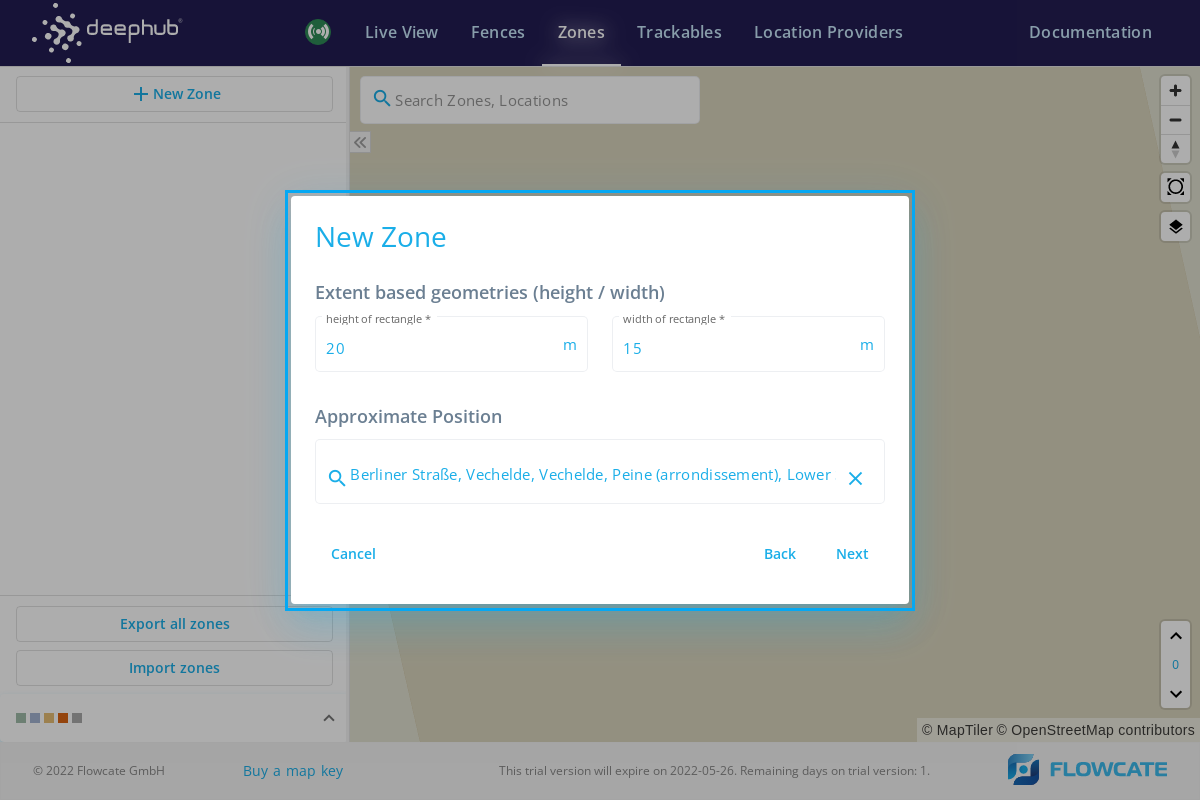 deephub®
Live View
Fences
Zones
Trackables
Location Providers
Documentation
New Zone
Search Zones, Locations
New Zone
Extent based geometries (height / width)
height of rectangle *
20 m
width of rectangle *
15 m
Approximate Position
Berliner Straße, Vechelde, Vechelde, Peine (arrondissement), Lower
Cancel
Back
Next
Export all zones
Import zones
0
© MapTiler © OpenStreetMap contributors
© 2022 Flowcate GmbH
Buy a map key
This trial version will expire on 2022-05-26. Remaining days on trial version: 1.
FLOWCATE